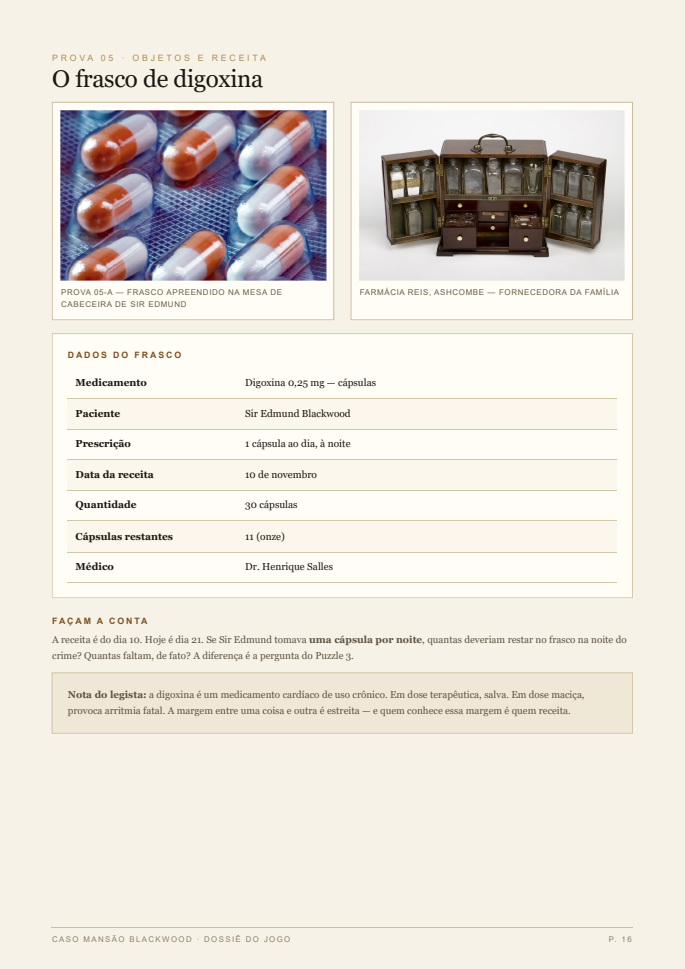 PROVA 05 · OBJETOS E RECEITA
O frasco de digoxina
PROVA 05-A — FRASCO APREENDIDO NA MESA DE
CABECEIRA DE SIR EDMUND
FARMÁCIA REIS, ASHCOMBE — FORNECEDORA DA FAMÍLIA
DADOS DO FRASCO
Medicamento Digoxina 0,25 mg — cápsulas
Paciente Sir Edmund Blackwood
Prescrição 1 cápsula ao dia, à noite
Data da receita 10 de novembro
Quantidade 30 cápsulas
Cápsulas restantes 11 (onze)
Médico Dr. Henrique Salles
FAÇAM A CONTA
A receita é do dia 10. Hoje é dia 21. Se Sir Edmund tomava uma cápsula por noite, quantas deveriam restar no frasco na noite do
crime? Quantas faltam, de fato? A diferença é a pergunta do Puzzle 3.
Nota do legista: a digoxina é um medicamento cardíaco de uso crônico. Em dose terapêutica, salva. Em dose maciça,
provoca arritmia fatal. A margem entre uma coisa e outra é estreita — e quem conhece essa margem é quem receita.
CASO MANSÃO BLACKWOOD · DOSSIÊ DO JOGO
P. 16